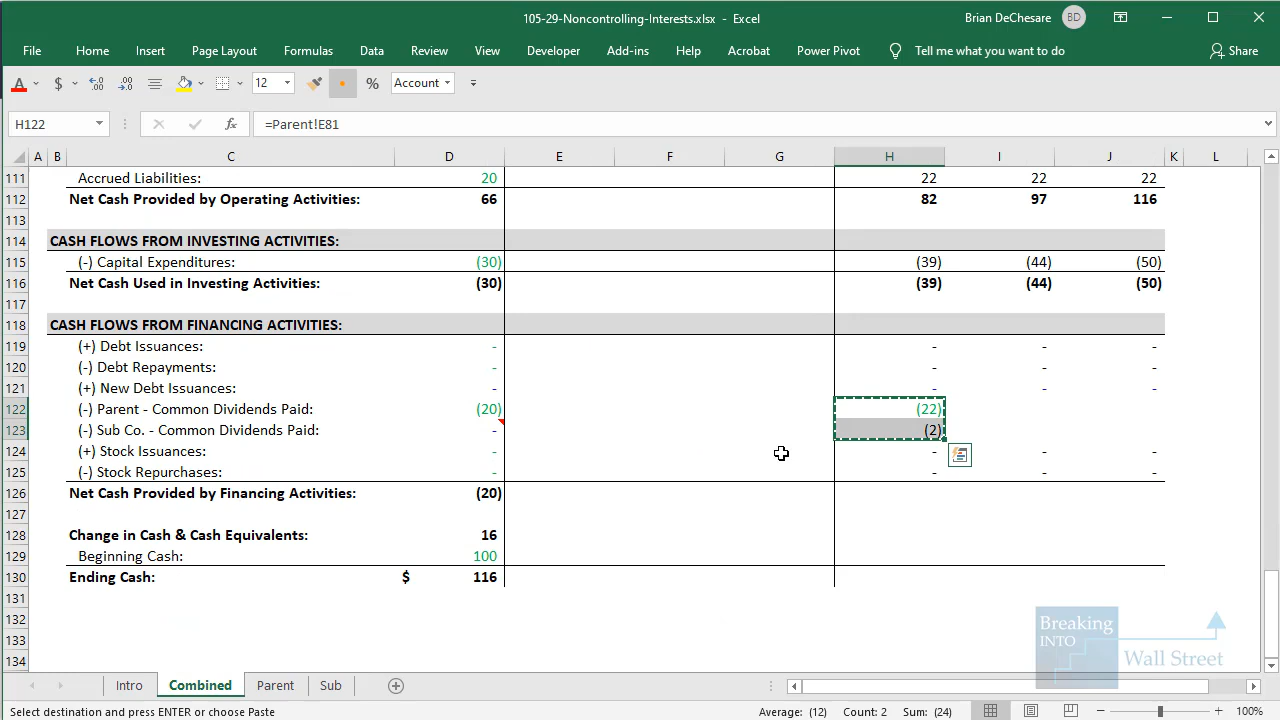 105-29-Noncontrolling-Interests.xlsx - Excel
Brian DeChesare BD
File Home Insert Page Layout Formulas Data Review View Developer Add-ins Help Acrobat Power Pivot Tell me what you want to do Share
A $ 12 % Account
H122 fx =Parent!E81
A B C D E F G H I J K L
111 Accrued Liabilities: 20 22 22 22
112 Net Cash Provided by Operating Activities: 66 82 97 116
113
114 CASH FLOWS FROM INVESTING ACTIVITIES:
115 (-) Capital Expenditures: (30) (39) (44) (50)
116 Net Cash Used in Investing Activities: (30) (39) (44) (50)
117
118 CASH FLOWS FROM FINANCING ACTIVITIES:
119 (+) Debt Issuances: - - - -
120 (-) Debt Repayments: - - - -
121 (+) New Debt Issuances: - - - -
122 (-) Parent - Common Dividends Paid: (20) (22)
123 (-) Sub Co. - Common Dividends Paid: - (2)
124 (+) Stock Issuances: - - - -
125 (-) Stock Repurchases: - - - -
126 Net Cash Provided by Financing Activities: (20)
127
128 Change in Cash & Cash Equivalents: 16
129 Beginning Cash: 100
130 Ending Cash: $ 116
131
132
133
134
Breaking
INTO
Wall Street
Intro Combined Parent Sub
Select destination and press ENTER or choose Paste Average: (12) Count: 2 Sum: (24) 100%